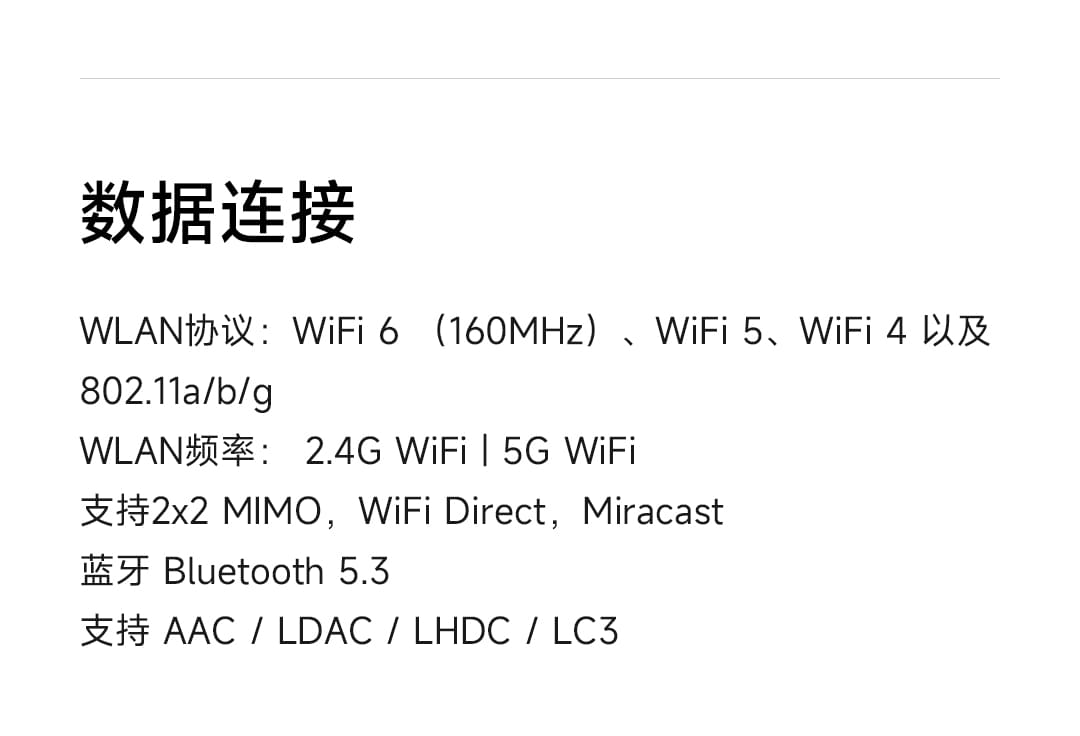 数据连接
WLAN协议：WiFi 6 （160MHz）、WiFi 5、WiFi 4 以及
802.11a/b/g
WLAN频率： 2.4G WiFi | 5G WiFi
支持2x2 MIMO，WiFi Direct，Miracast
蓝牙 Bluetooth 5.3
支持 AAC / LDAC / LHDC / LC3